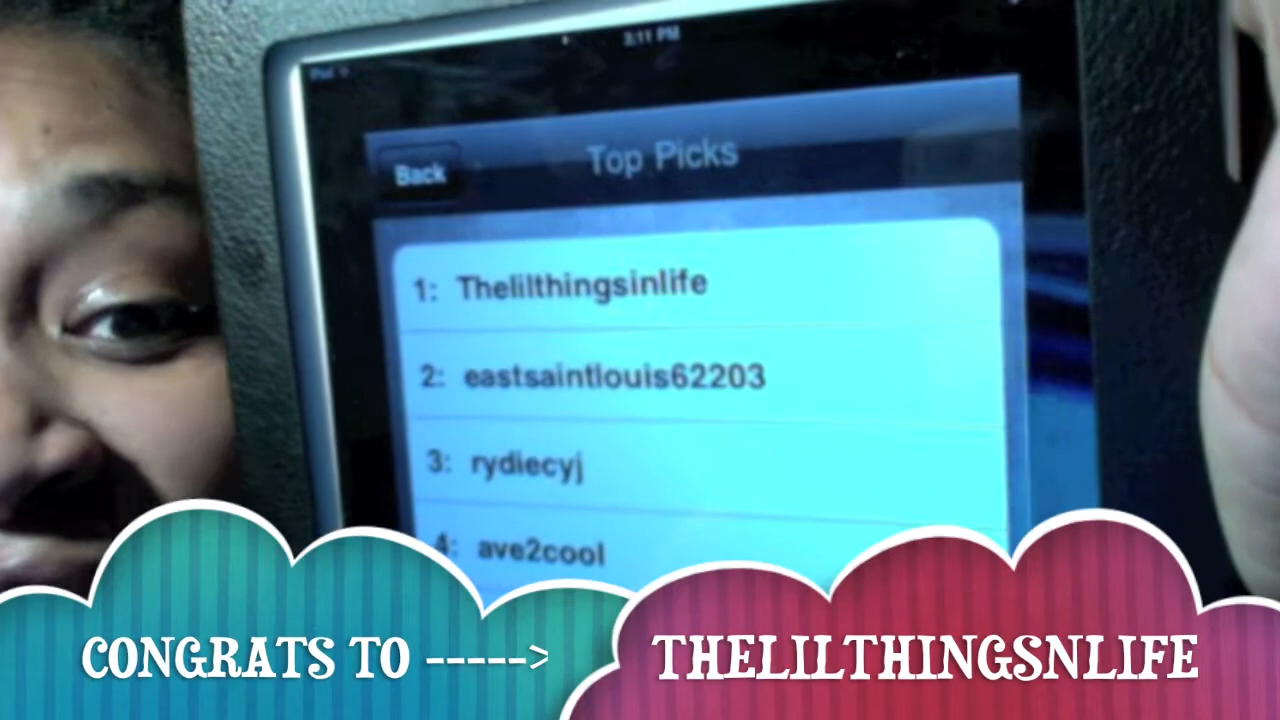 3:11 PM
Back
Top Picks
1: Thelilthingsinlife
2: eastsaintlouis62203
3: rydiecyj
4: ave2cool
CONGRATS TO ----->
THELILTHINGSNLIFE